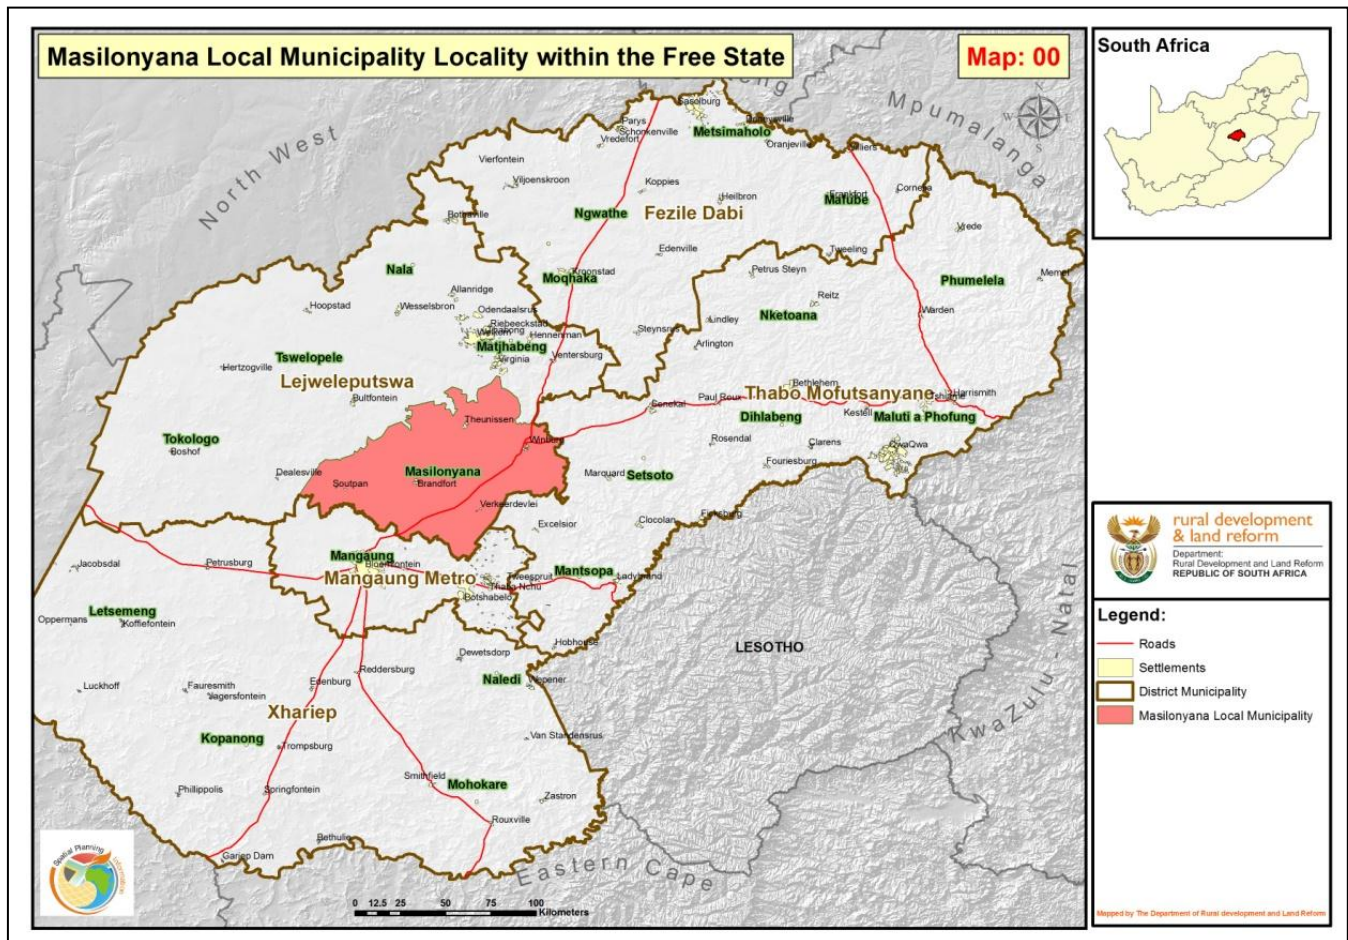 Masilonyana Local Municipality Locality within the Free State
Map: 00
South Africa
North West
Mpumalanga
N
W
E
S
Sasolburg
Parys
Schonkenville
Vredefort
Metsimaholo
Oranjeville
Vierfontein
Viljoenskroon
Koppies
Heilbron
Frankfort
Mafube
Cornelia
Ngwathe
Fezile Dabi
Vrede
Edenville
Tweeling
Nala
Moqhaka
Kroonstad
Petrus Steyn
Phumelela
Memel
Allanridge
Hoopstad
Wesselsbron
Odendaalsrus
Riebeeckstad
Reitz
Nketoana
Warden
Lindley
Steynsrus
Hennenman
Matjhabeng
Virginia
Ventersburg
Arlington
Tswelopele
Hertzogville
Lejweleputswa
Bultfontein
Bethlehem
Thabo Mofutsanyane
Harrismith
Senekal
Paul Roux
Dihlabeng
Kestell
Maluti a Phofung
Theunissen
Winburg
Tokologo
Boshof
Rosendal
Clarens
QwaQwa
Dealesville
Soutpan
Masilonyana
Brandfort
Marquard
Setsoto
Fouriesburg
Verkeerdevlei
Excelsior
Clocolan
Ficksburg
Mangaung
Bloemfontein
Jacobsdal
Petrusburg
Mangaung Metro
Tweespruit
Thaba Nchu
Botshabelo
Mantsopa
Ladybrand
Letsemeng
Oppermans
Koffiefontein
Hobhouse
LESOTHO
Dewetsdorp
Reddersburg
Naledi
Wepener
Luckhoff
Fauresmith
Jagersfontein
Edenburg
Xhariep
Kopanong
Trompsburg
Van Standensrus
Smithfield
Mohokare
Phillippolis
Springfontein
Zastron
Rouxville
Bethulie
Gariep Dam
Eastern Cape
KwaZulu - Natal
Spatial Planning
Information
0 12.5 25 50 75 100
Kilometers
rural development
& land reform
Department:
Rural Development and Land Reform
REPUBLIC OF SOUTH AFRICA
Legend:
Roads
Settlements
District Municipality
Masilonyana Local Municipality
Mapped by The Department of Rural development and Land Reform